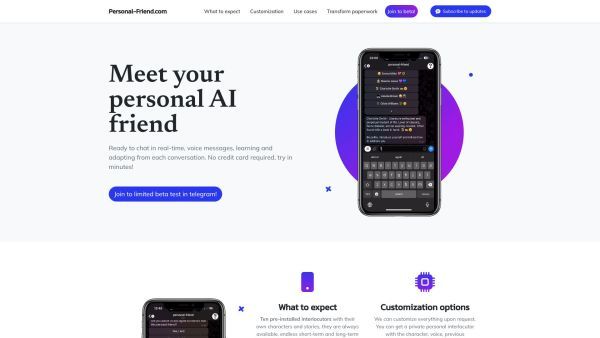 Personal-Friend.com
What to expect
Customization
Use cases
Transform paperwork
Join to beta!
Subscribe to updates
Meet your
personal AI
friend
Ready to chat in real-time, voice messages, learning and
adapting from each conversation. No credit card required, try in
minutes!
Join to limited beta test in telegram!
personal-friend
What to expect
Ten pre-installed interlocutors with their
own characters and stories, they are always
available, endless short-term and long-term
Customization options
We can customize everything upon request.
You can get a private personal interlocutor
with the character, voice, previous
personal-friend